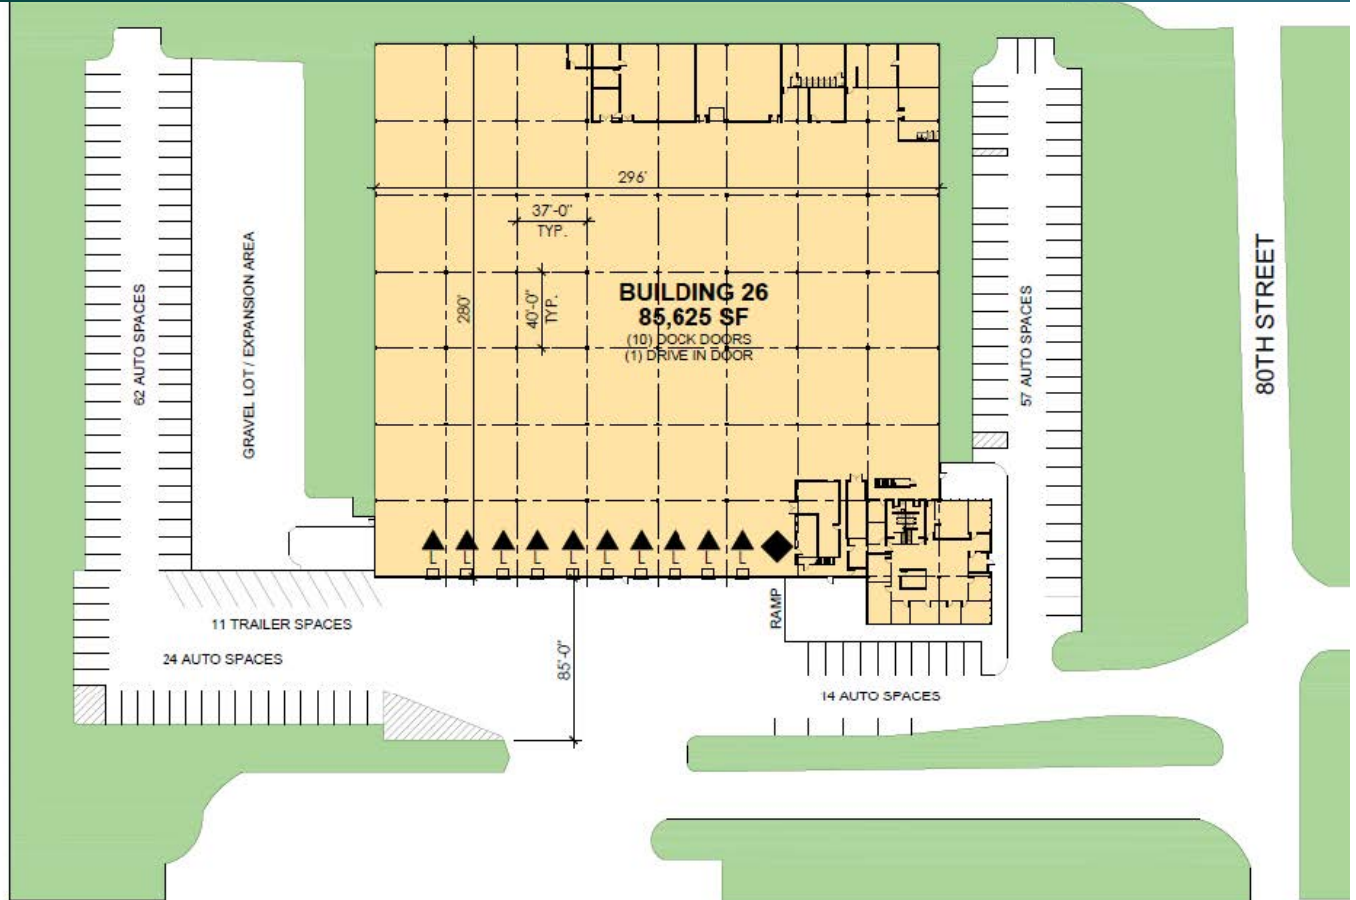 296'
37'-0"
TYP.
280'
40'-0"
TYP.
BUILDING 26
85,625 SF
(10) DOCK DOORS
(1) DRIVE IN DOOR
62 AUTO SPACES
GRAVEL LOT / EXPANSION AREA
57 AUTO SPACES
80TH STREET
L L L L L L L L L L
RAMP
11 TRAILER SPACES
24 AUTO SPACES
85'-0"
14 AUTO SPACES